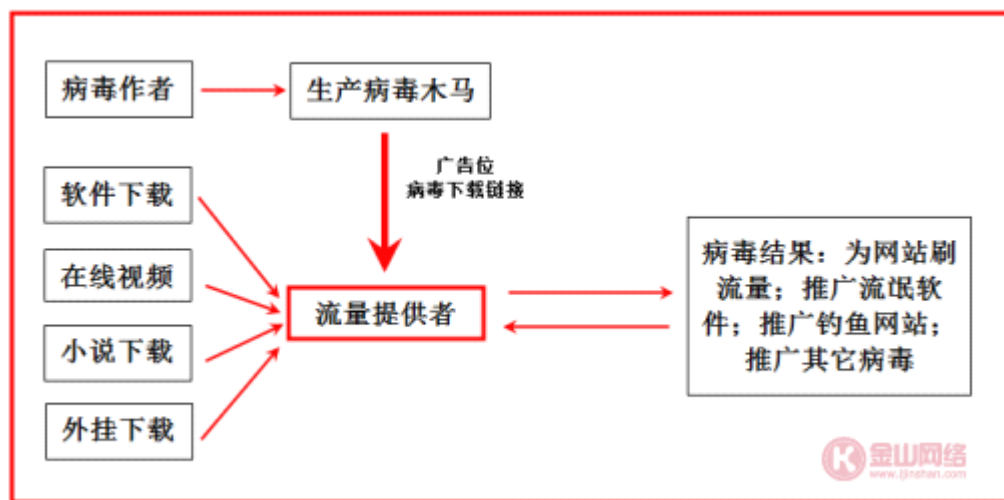 病毒作者
生产病毒木马
广告位
病毒下载链接
软件下载
在线视频
小说下载
外挂下载
流量提供者
病毒结果：为网站刷
流量；推广流氓软
件；推广钓鱼网站；
推广其它病毒
金山网络
www.ijinshan.com